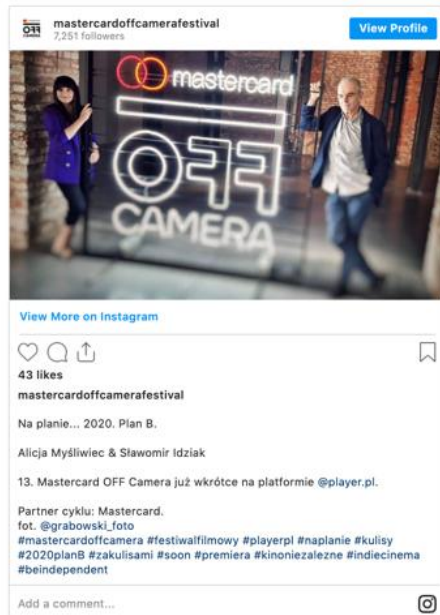 OFF
CAMERA
mastercardoffcamerafestival
7,251 followers
View Profile
mastercard
OFF
CAMERA
View More on Instagram
43 likes
mastercardoffcamerafestival
Na planie... 2020. Plan B.
Alicja Myśliwiec & Sławomir Idziak
13. Mastercard OFF Camera już wkrótce na platformie @player.pl.
Partner cyklu: Mastercard.
fot. @grabowski_foto
#mastercardoffcamera #festiwalfilmowy #playerpl #naplanie #kulisy
#2020planB #zakulisami #soon #premiera #kinoniezalezne #indiecinema
#beindependent
Add a comment...